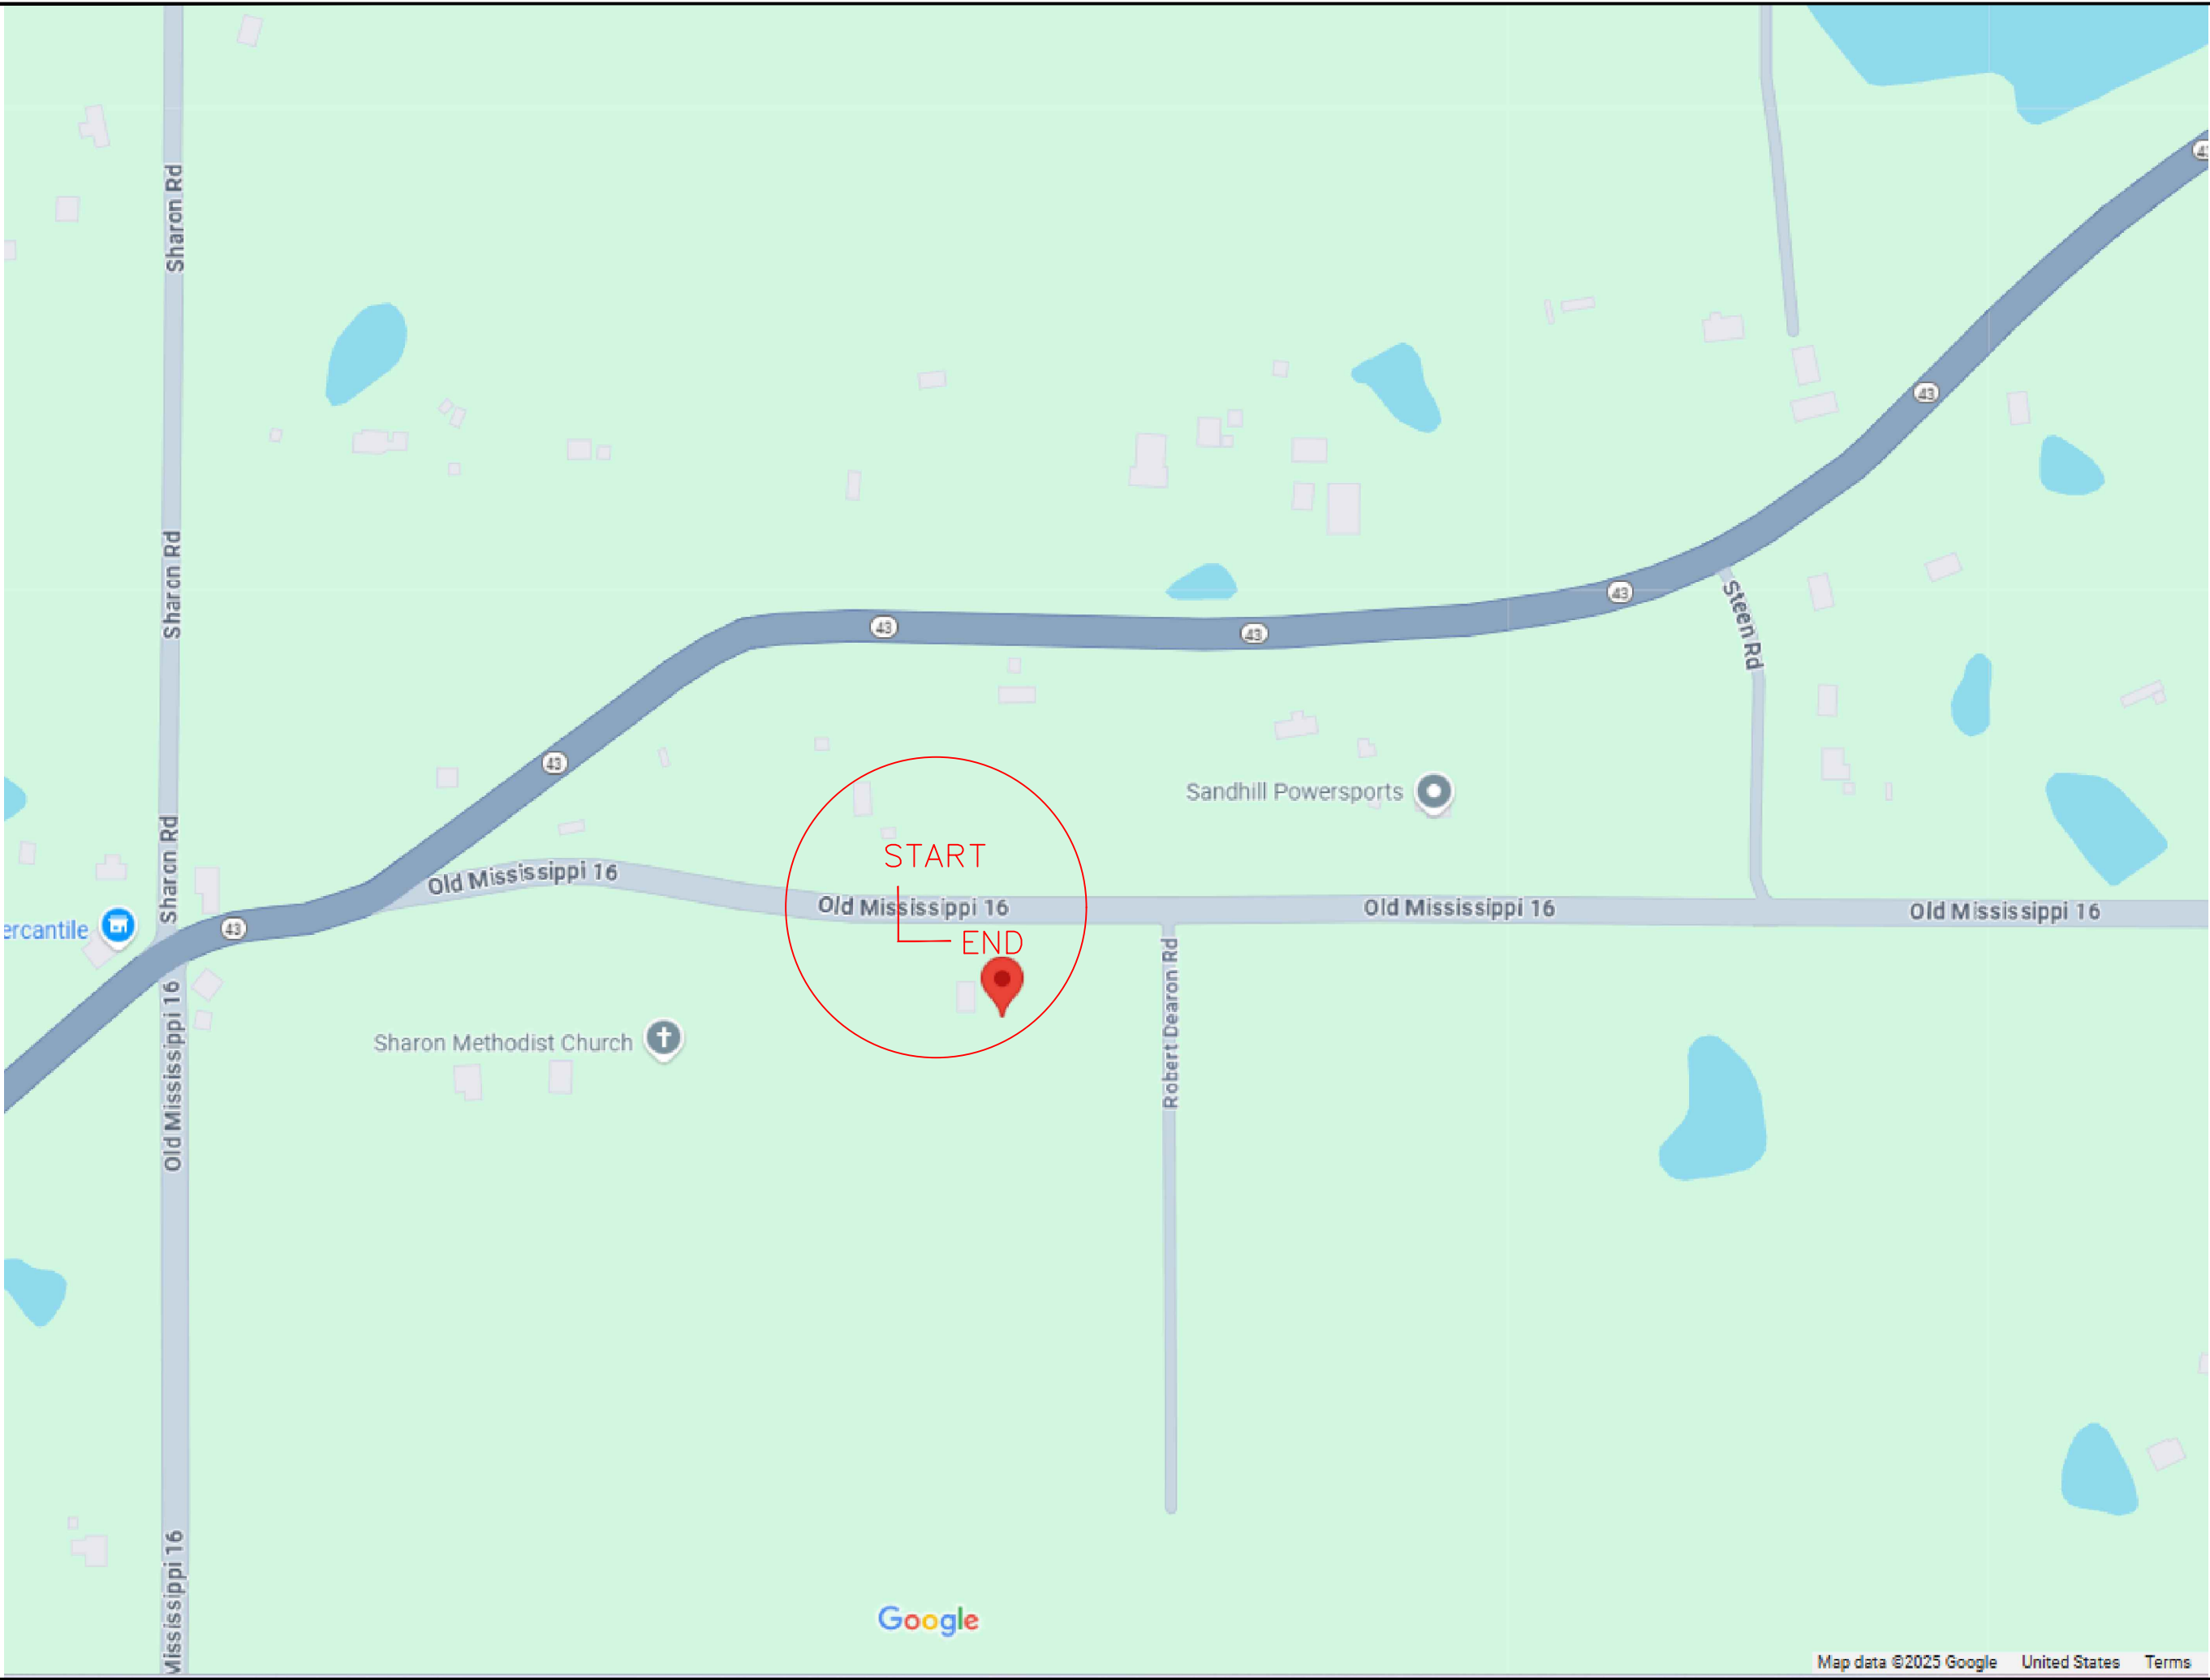 Sharon Rd
Sharon Rd
Sharon Rd
43
43
43
43
43
43
Steen Rd
Sandhill Powersports
START
Old Mississippi 16
Old Mississippi 16
Old Mississippi 16
Old Mississippi 16
ercantile
END
Robert Dearon Rd
Sharon Methodist Church
Old Mississippi 16
Mississippi 16
Google
Map data ©2025 Google United States Terms